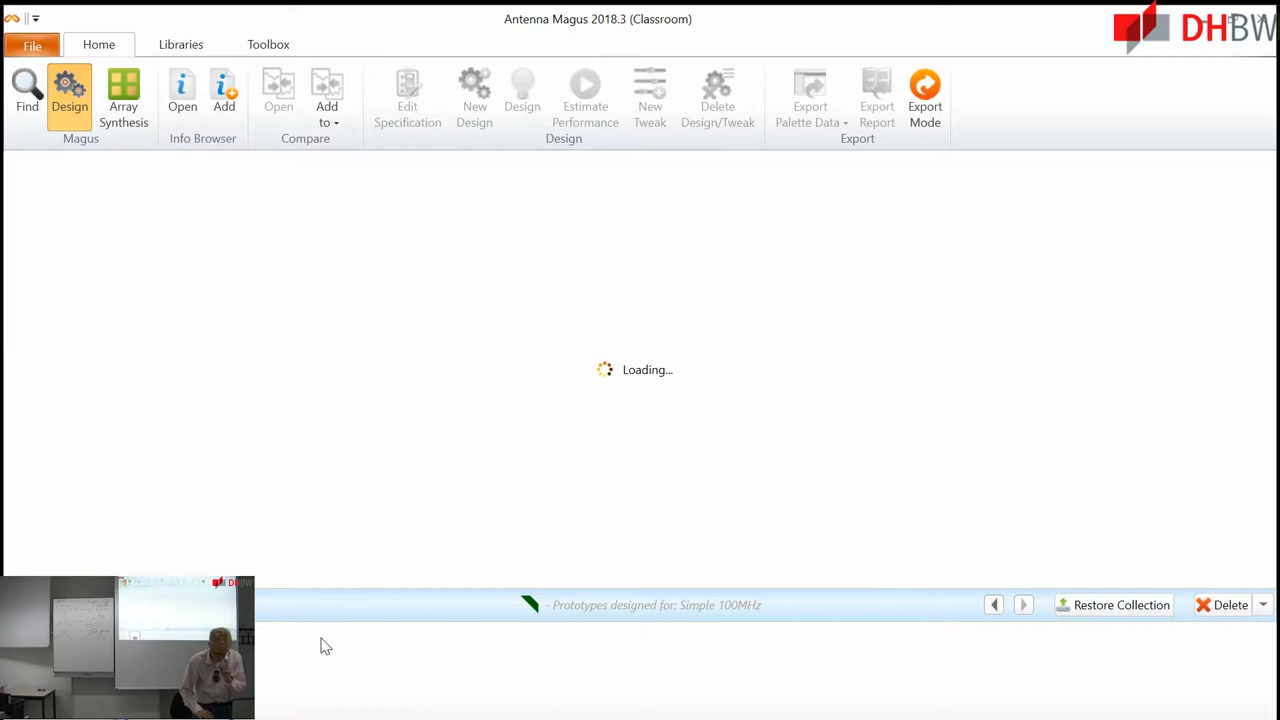 Antenna Magus 2018.3 (Classroom)
DHBW
File Home Libraries Toolbox
Find Design Array Synthesis Open Add Open Add to Edit Specification New Design Design Estimate Performance New Tweak Delete Design/Tweak Export Palette Data Export Report Export Mode
Magus Info Browser Compare Design Export
Loading...
- Prototypes designed for: Simple 100MHz Restore Collection Delete
DHBW